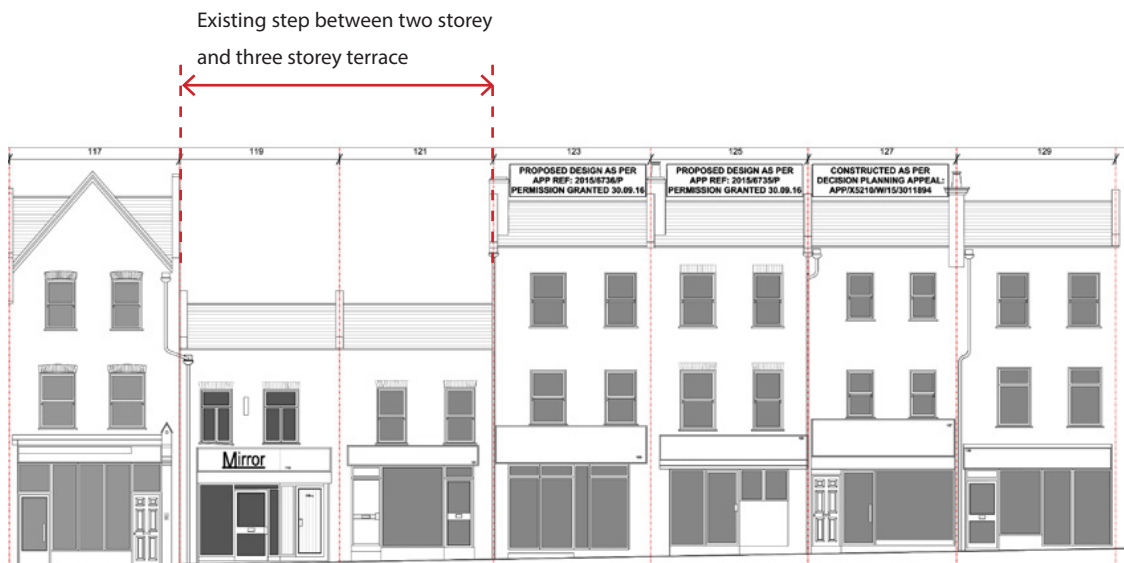 Existing step between two storey
and three storey terrace
117
119
121
123
125
127
129
PROPOSED DESIGN AS PER
APP REF: 2015/6736/P
PERMISSION GRANTED 30.09.16
PROPOSED DESIGN AS PER
APP REF: 2015/6735/P
PERMISSION GRANTED 30.09.16
CONSTRUCTED AS PER
DECISION PLANNING APPEAL:
APP/X5210/W/15/3011894
Mirror